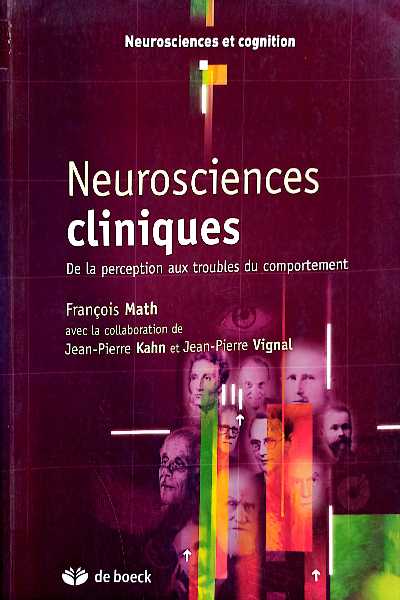 Neurosciences et cognition
Neurosciences
cliniques
De la perception aux troubles du comportement
François Math
avec la collaboration de
Jean-Pierre Kahn et Jean-Pierre Vignal
de boeck